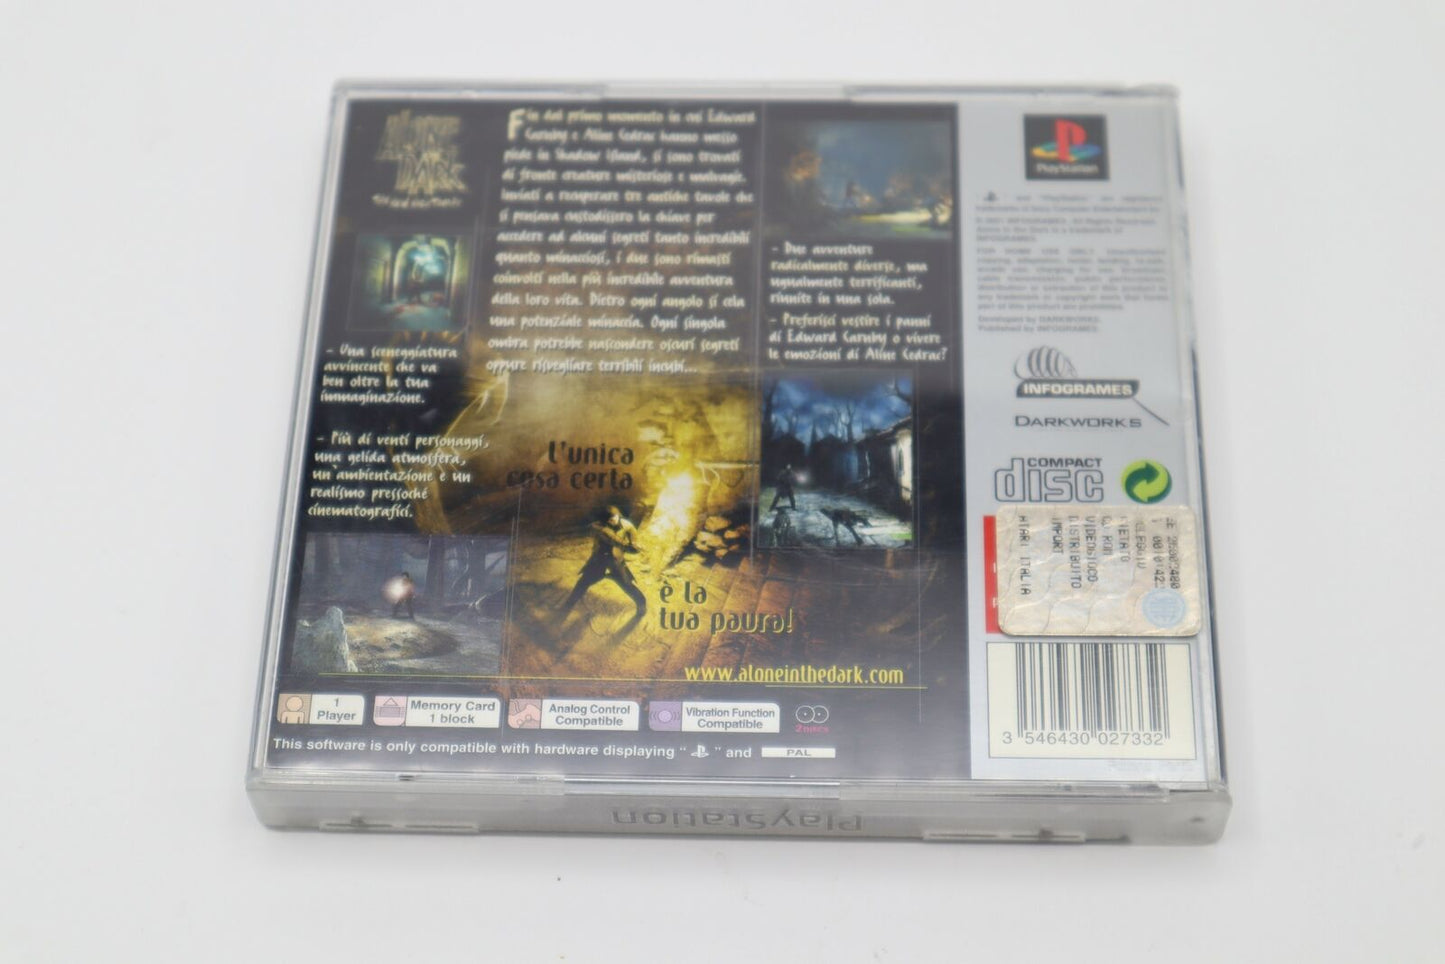 ALONE
IN THE
DARK
Fin dal primo momento in cui Edward
Carnby e Aline Cedrac hanno messo
piede in Shadow Island, si sono trovati
di fronte creature misteriose e malvagie.
Inviati a recuperare tre antiche tavole che
si pensava custodissero la chiave per
accedere ad alcuni segreti tanto incredibili
quanto minacciosi, i due sono rimasti
coinvolti nella più incredibile avventura
della loro vita. Dietro ogni angolo si cela
una potenziale minaccia. Ogni singola
ombra potrebbe nascondere oscuri segreti
oppure risvegliare terribili incubi...
- Una sceneggiatura
avvincente che va
ben oltre la tua
immaginazione.
- Più di venti personaggi,
una gelida atmosfera,
un'ambientazione e un
realismo pressoché
cinematografici.
- Due avventure
radicalmente diverse, ma
ugualmente terrificanti,
riunite in una sola.
- Preferisci vestire i panni
di Edward Carnby o vivere
le emozioni di Aline Cedrac?
l'unica
cosa certa
è la
tua paura!
www.aloneinthedark.com
1
Player
Memory Card
1 block
Analog Control
Compatible
Vibration Function
Compatible
2 DISCS
This software is only compatible with hardware displaying " " and PAL
PlayStation
Developed by DARKWORKS.
Published by INFOGRAMES.
INFOGRAMES
DARKWORKS
COMPACT
disc
VIETATO
CD ROM
VIDEOGIOCO
DISTRIBUITO
IMPORT
ATARI ITALIA
3 546430 027332
PlayStation